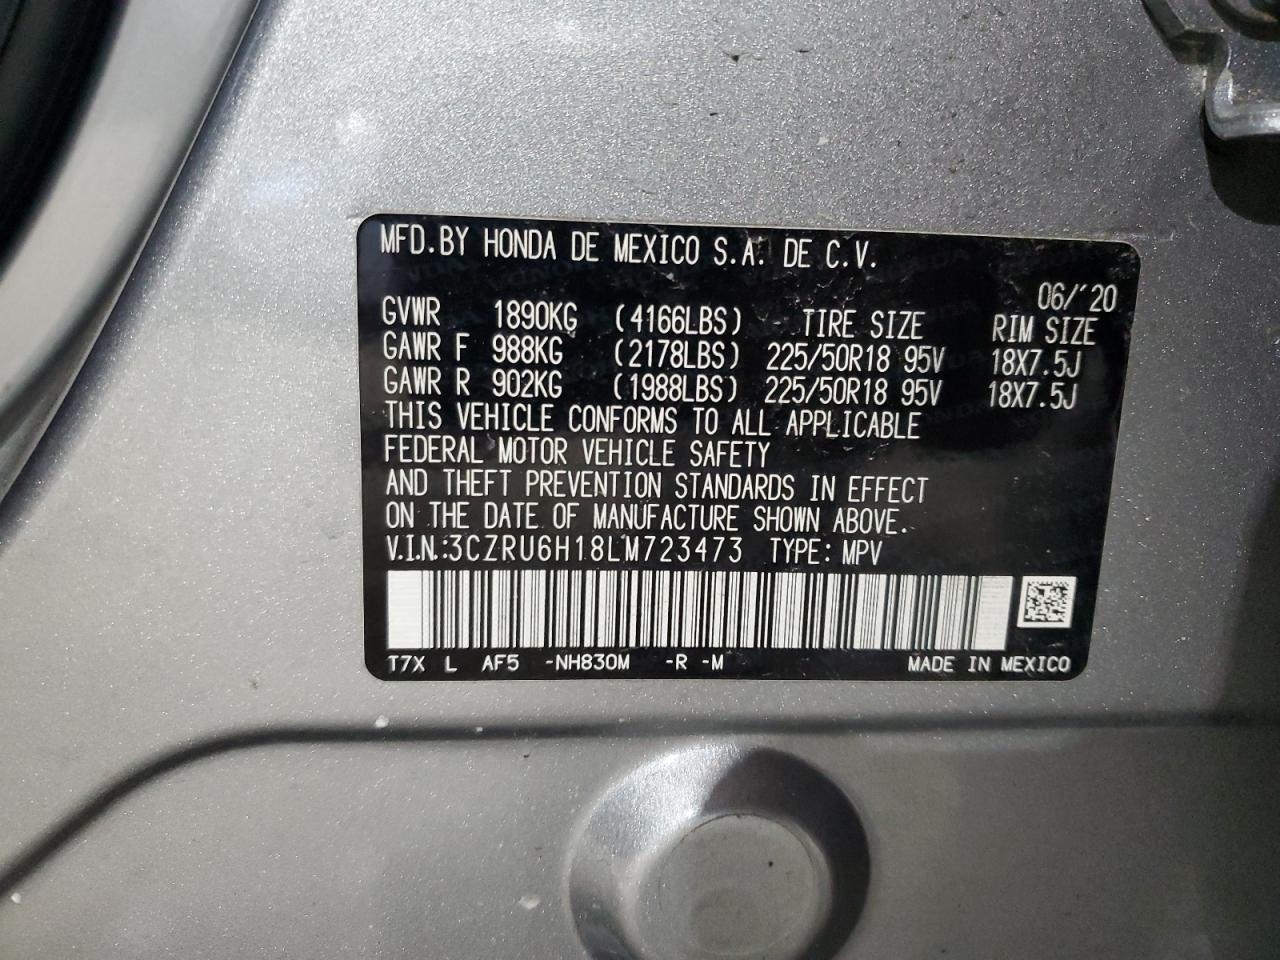 MFD.BY HONDA DE MEXICO S.A. DE C.V.
06/'20
GVWR 1890KG (4166LBS) TIRE SIZE RIM SIZE
GAWR F 988KG (2178LBS) 225/50R18 95V 18X7.5J
GAWR R 902KG (1988LBS) 225/50R18 95V 18X7.5J
THIS VEHICLE CONFORMS TO ALL APPLICABLE
FEDERAL MOTOR VEHICLE SAFETY
AND THEFT PREVENTION STANDARDS IN EFFECT
ON THE DATE OF MANUFACTURE SHOWN ABOVE.
V.I.N.:3CZRU6H18LM723473 TYPE: MPV
T7X L AF5 -NH830M -R -M MADE IN MEXICO